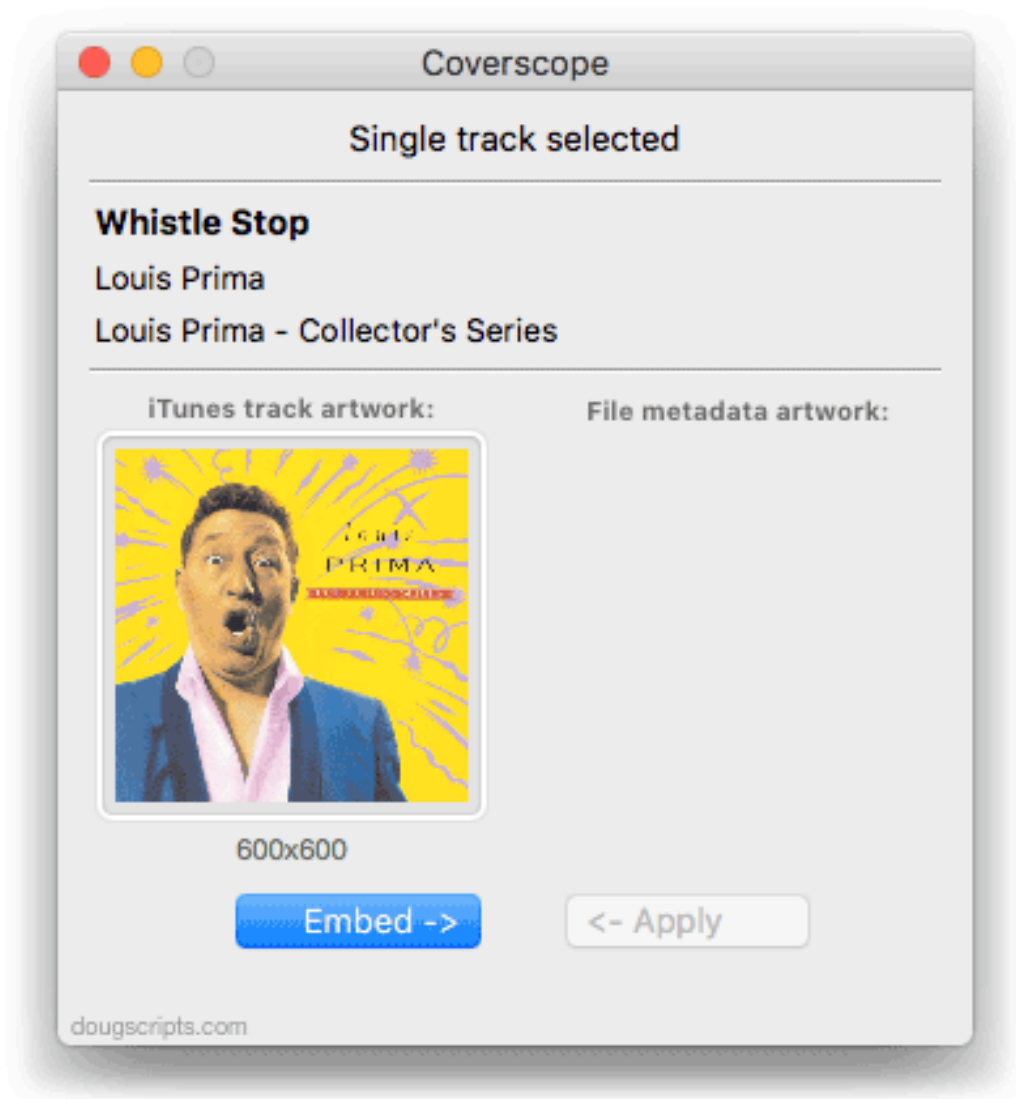 Coverscope
Single track selected
Whistle Stop
Louis Prima
Louis Prima - Collector's Series
iTunes track artwork:
File metadata artwork:
PRIMA
600x600
Embed ->
<- Apply
dougscripts.com